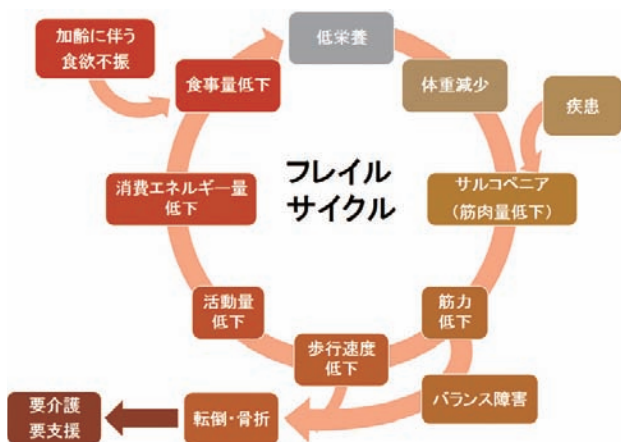 加齢に伴う
食欲不振
低栄養
食事量低下
体重減少
疾患
フレイル
サイクル
消費エネルギー量
低下
サルコペニア
(筋肉量低下)
活動量
低下
筋力
低下
歩行速度
低下
バランス障害
転倒・骨折
要介護
要支援